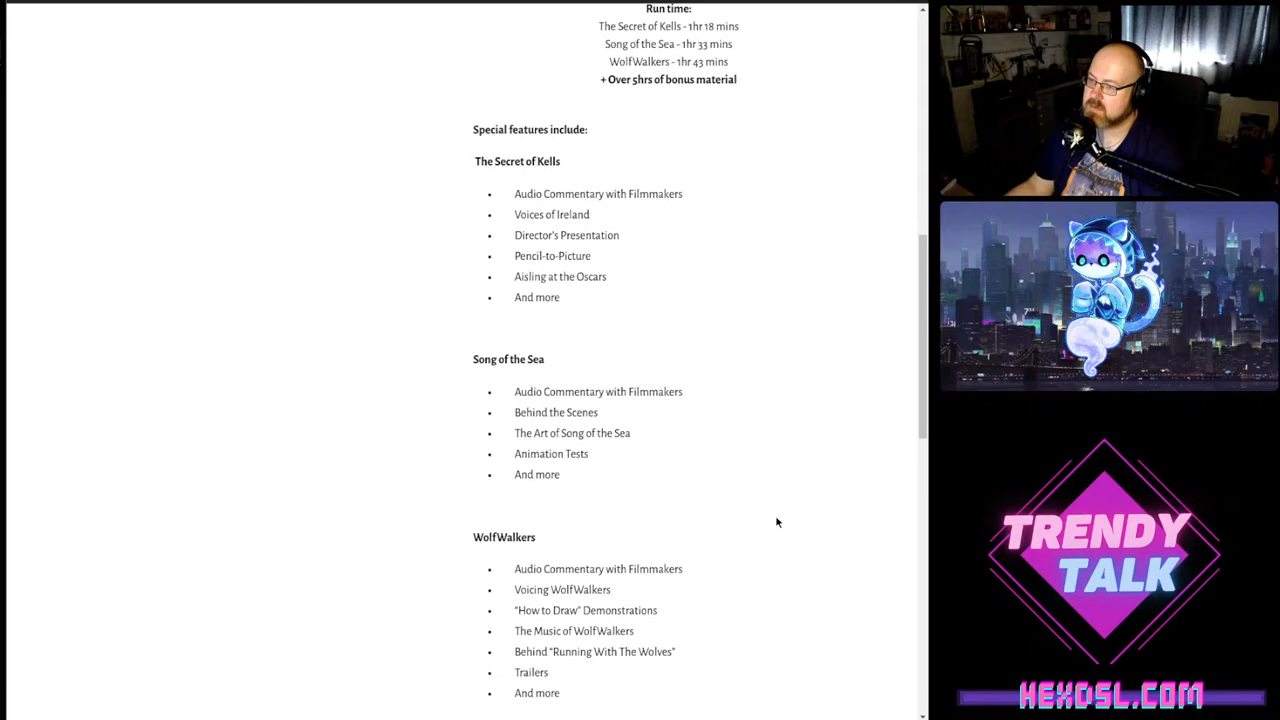 Run time:
The Secret of Kells - 1hr 18 mins
Song of the Sea - 1hr 33 mins
WolfWalkers - 1hr 43 mins
+ Over 5hrs of bonus material
Special features include:
The Secret of Kells
• Audio Commentary with Filmmakers
• Voices of Ireland
• Director's Presentation
• Pencil-to-Picture
• Aisling at the Oscars
• And more
Song of the Sea
• Audio Commentary with Filmmakers
• Behind the Scenes
• The Art of Song of the Sea
• Animation Tests
• And more
WolfWalkers
• Audio Commentary with Filmmakers
• Voicing WolfWalkers
• "How to Draw" Demonstrations
• The Music of WolfWalkers
• Behind "Running With The Wolves"
• Trailers
• And more
TRENDY
TALK
HEXDSL.COM